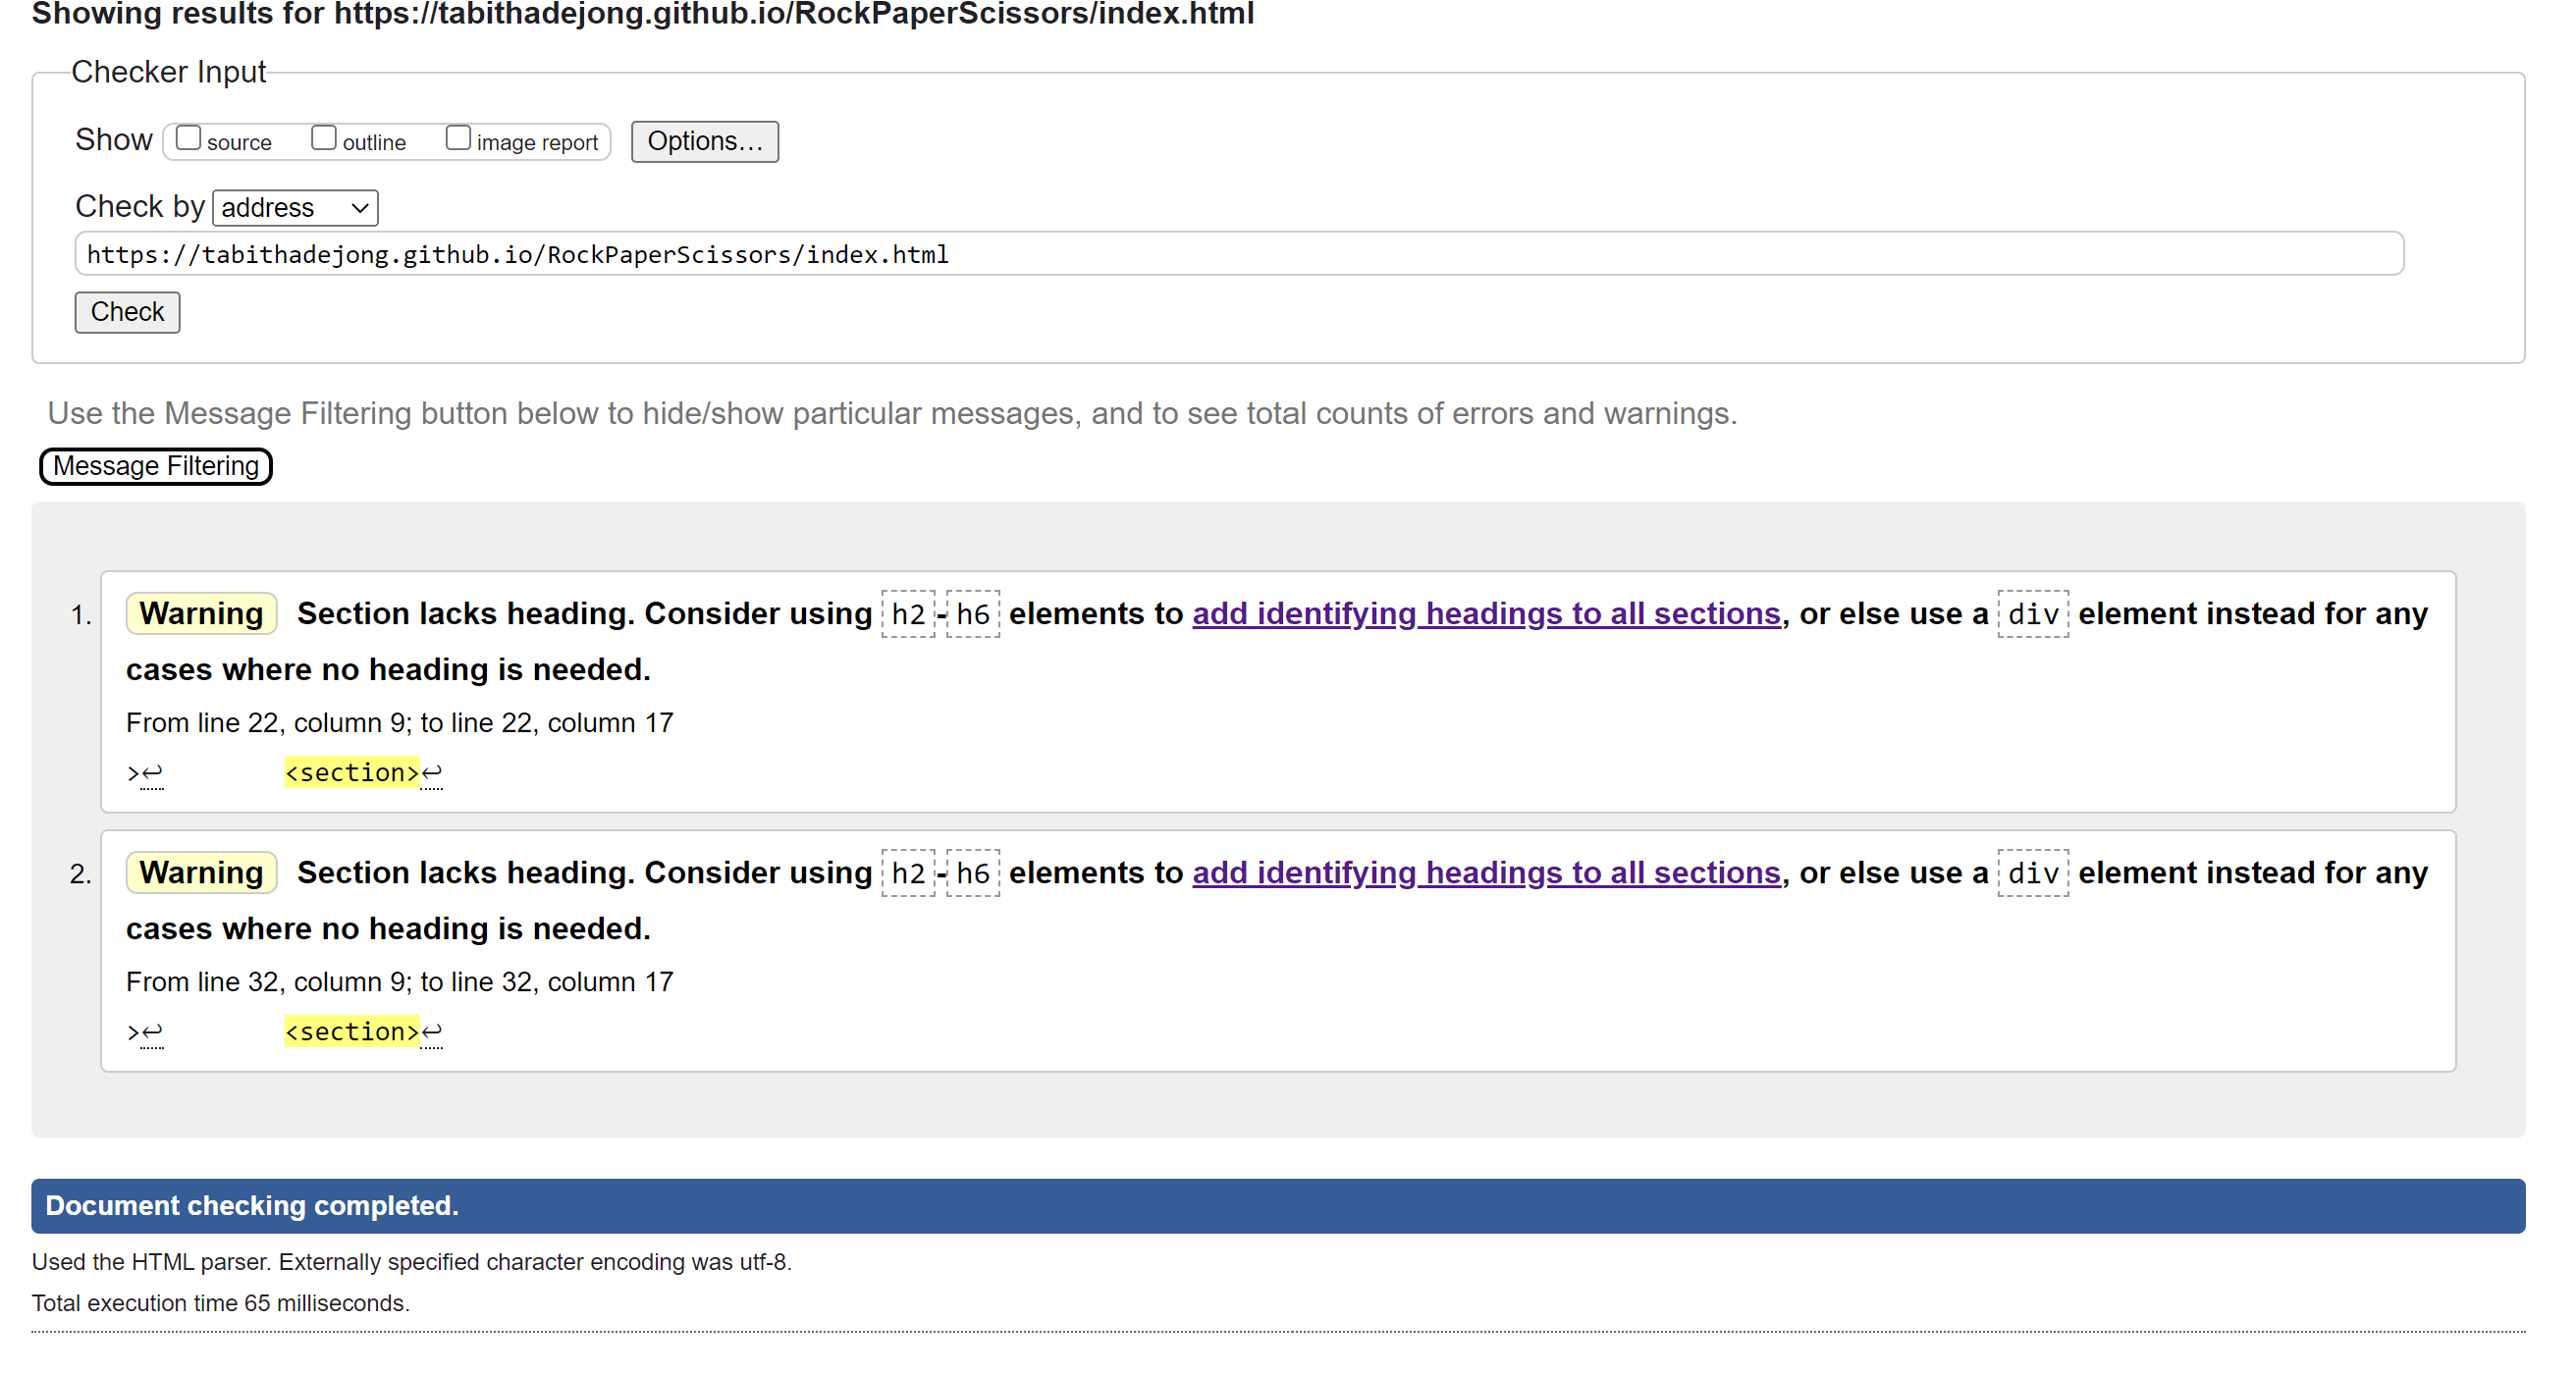 Showing results for https://tabithadejong.github.io/RockPaperScissors/index.html
Checker Input
Show source outline image report Options...
Check by address
https://tabithadejong.github.io/RockPaperScissors/index.html
Check
Use the Message Filtering button below to hide/show particular messages, and to see total counts of errors and warnings.
Message Filtering
1. Warning Section lacks heading. Consider using h2-h6 elements to add identifying headings to all sections, or else use a div element instead for any
cases where no heading is needed.
From line 22, column 9; to line 22, column 17
>↩ <section>↩
2. Warning Section lacks heading. Consider using h2-h6 elements to add identifying headings to all sections, or else use a div element instead for any
cases where no heading is needed.
From line 32, column 9; to line 32, column 17
>↩ <section>↩
Document checking completed.
Used the HTML parser. Externally specified character encoding was utf-8.
Total execution time 65 milliseconds.